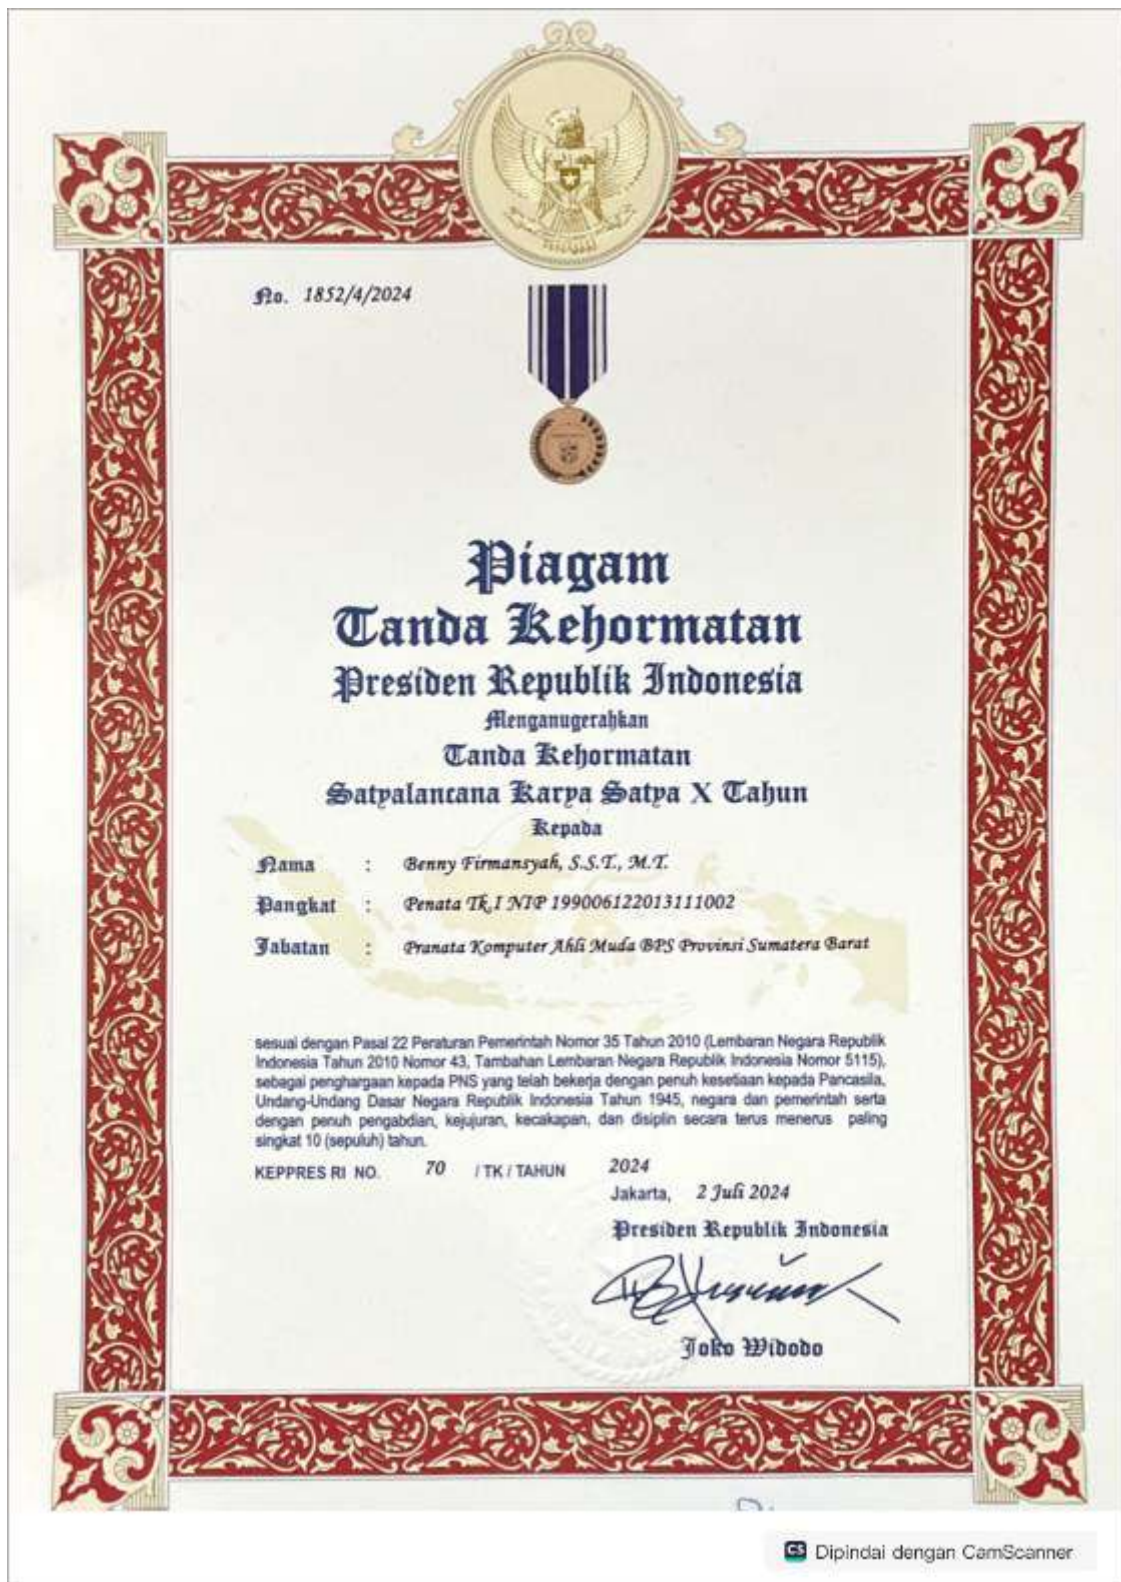 No. 1852/4/2024
Piagam
Tanda Kehormatan
Presiden Republik Indonesia
Menganugerahkan
Tanda Kehormatan
Satyalancana Karya Satya X Tahun
Kepada
Nama : Benny Firmansyah, S.S.T., M.T.
Pangkat : Penata Tk.I NIP 199006122013111002
Jabatan : Pranata Komputer Ahli Muda BPS Provinsi Sumatera Barat
sesuai dengan Pasal 22 Peraturan Pemerintah Nomor 35 Tahun 2010 (Lembaran Negara Republik
Indonesia Tahun 2010 Nomor 43, Tambahan Lembaran Negara Republik Indonesia Nomor 5115),
sebagai penghargaan kepada PNS yang telah bekerja dengan penuh kesetiaan kepada Pancasila,
Undang-Undang Dasar Negara Republik Indonesia Tahun 1945, negara dan pemerintah serta
dengan penuh pengabdian, kejujuran, kecakapan, dan disiplin secara terus menerus paling
singkat 10 (sepuluh) tahun.
KEPPRES RI NO. 70 / TK / TAHUN 2024
Jakarta, 2 Juli 2024
Presiden Republik Indonesia
Joko Widodo
CS Dipindai dengan CamScanner